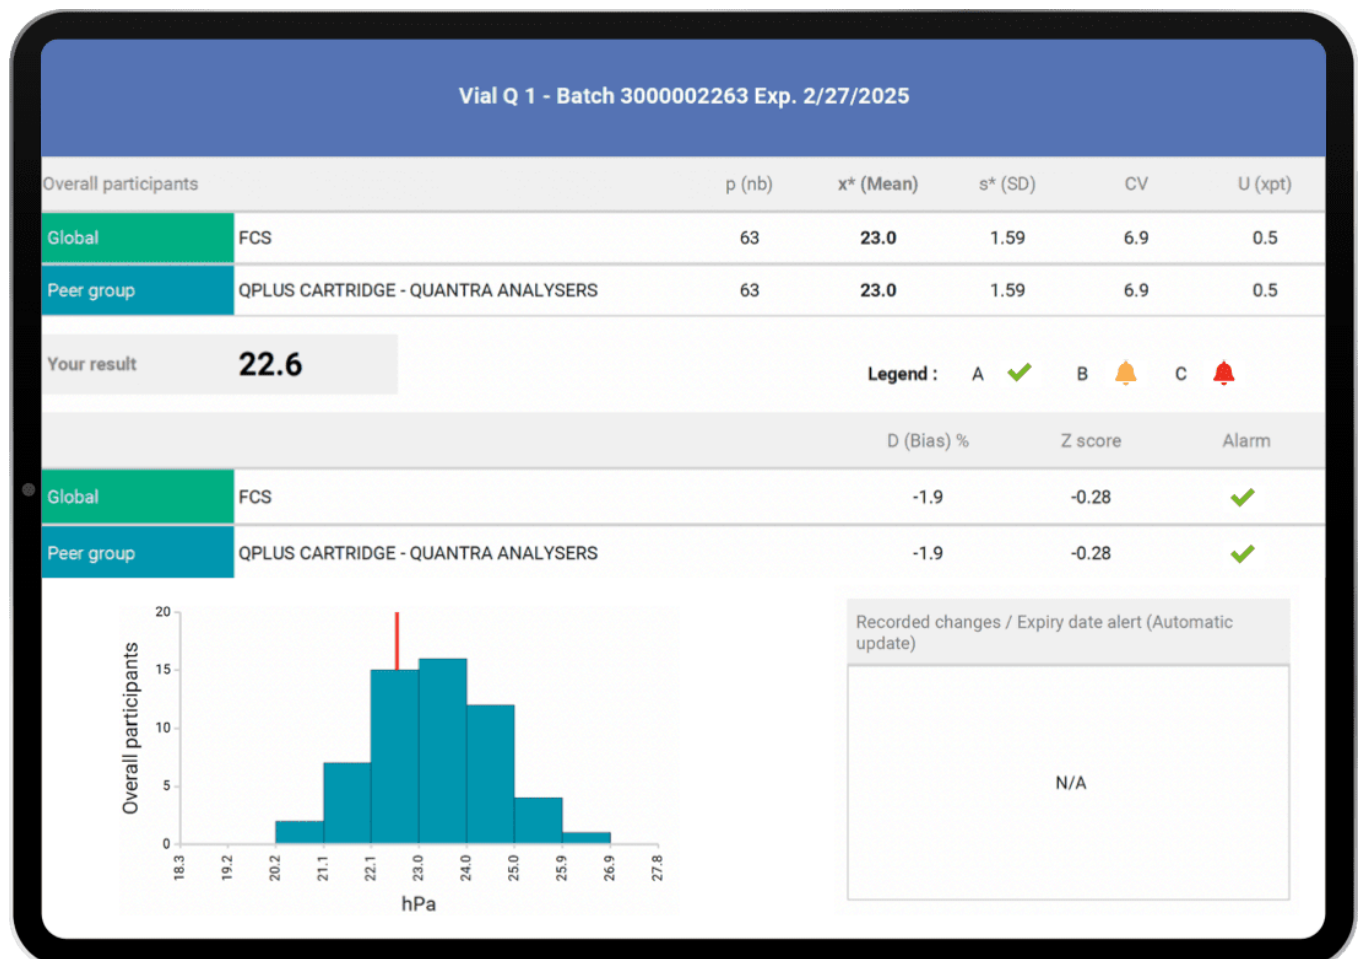 Vial Q 1 - Batch 3000002263 Exp. 2/27/2025
Overall participants p (nb) x* (Mean) s* (SD) CV U (xpt)
Global FCS 63 23.0 1.59 6.9 0.5
Peer group QPLUS CARTRIDGE - QUANTRA ANALYSERS 63 23.0 1.59 6.9 0.5
Your result 22.6
Legend : A B C
D (Bias) % Z score Alarm
Global FCS -1.9 -0.28
Peer group QPLUS CARTRIDGE - QUANTRA ANALYSERS -1.9 -0.28
Overall participants
20
15
10
5
0
18.3 19.2 20.2 21.1 22.1 23.0 24.0 25.0 25.9 26.9 27.8
hPa
Recorded changes / Expiry date alert (Automatic
update)
N/A